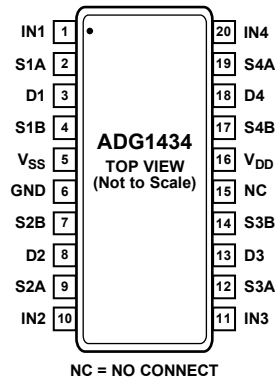 IN1 1 20 IN4
S1A 2 19 S4A
D1 3 18 D4
S1B 4 17 S4B
ADG1434
VSS 5 TOP VIEW 16 VDD
GND 6 (Not to Scale) 15 NC
S2B 7 14 S3B
D2 8 13 D3
S2A 9 12 S3A
IN2 10 11 IN3
NC = NO CONNECT